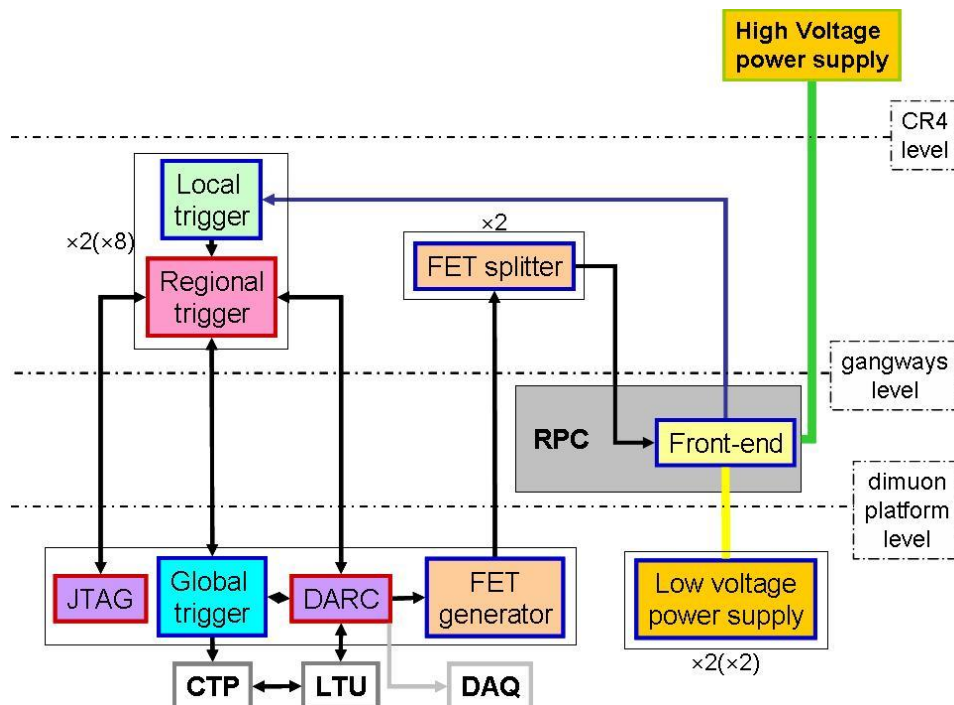 High Voltage
power supply
CR4
level
Local
trigger
×2(×8)
×2
FET splitter
Regional
trigger
gangways
level
RPC
Front-end
dimuon
platform
level
JTAG
Global
trigger
DARC
FET
generator
Low voltage
power supply
×2(×2)
CTP
LTU
DAQ